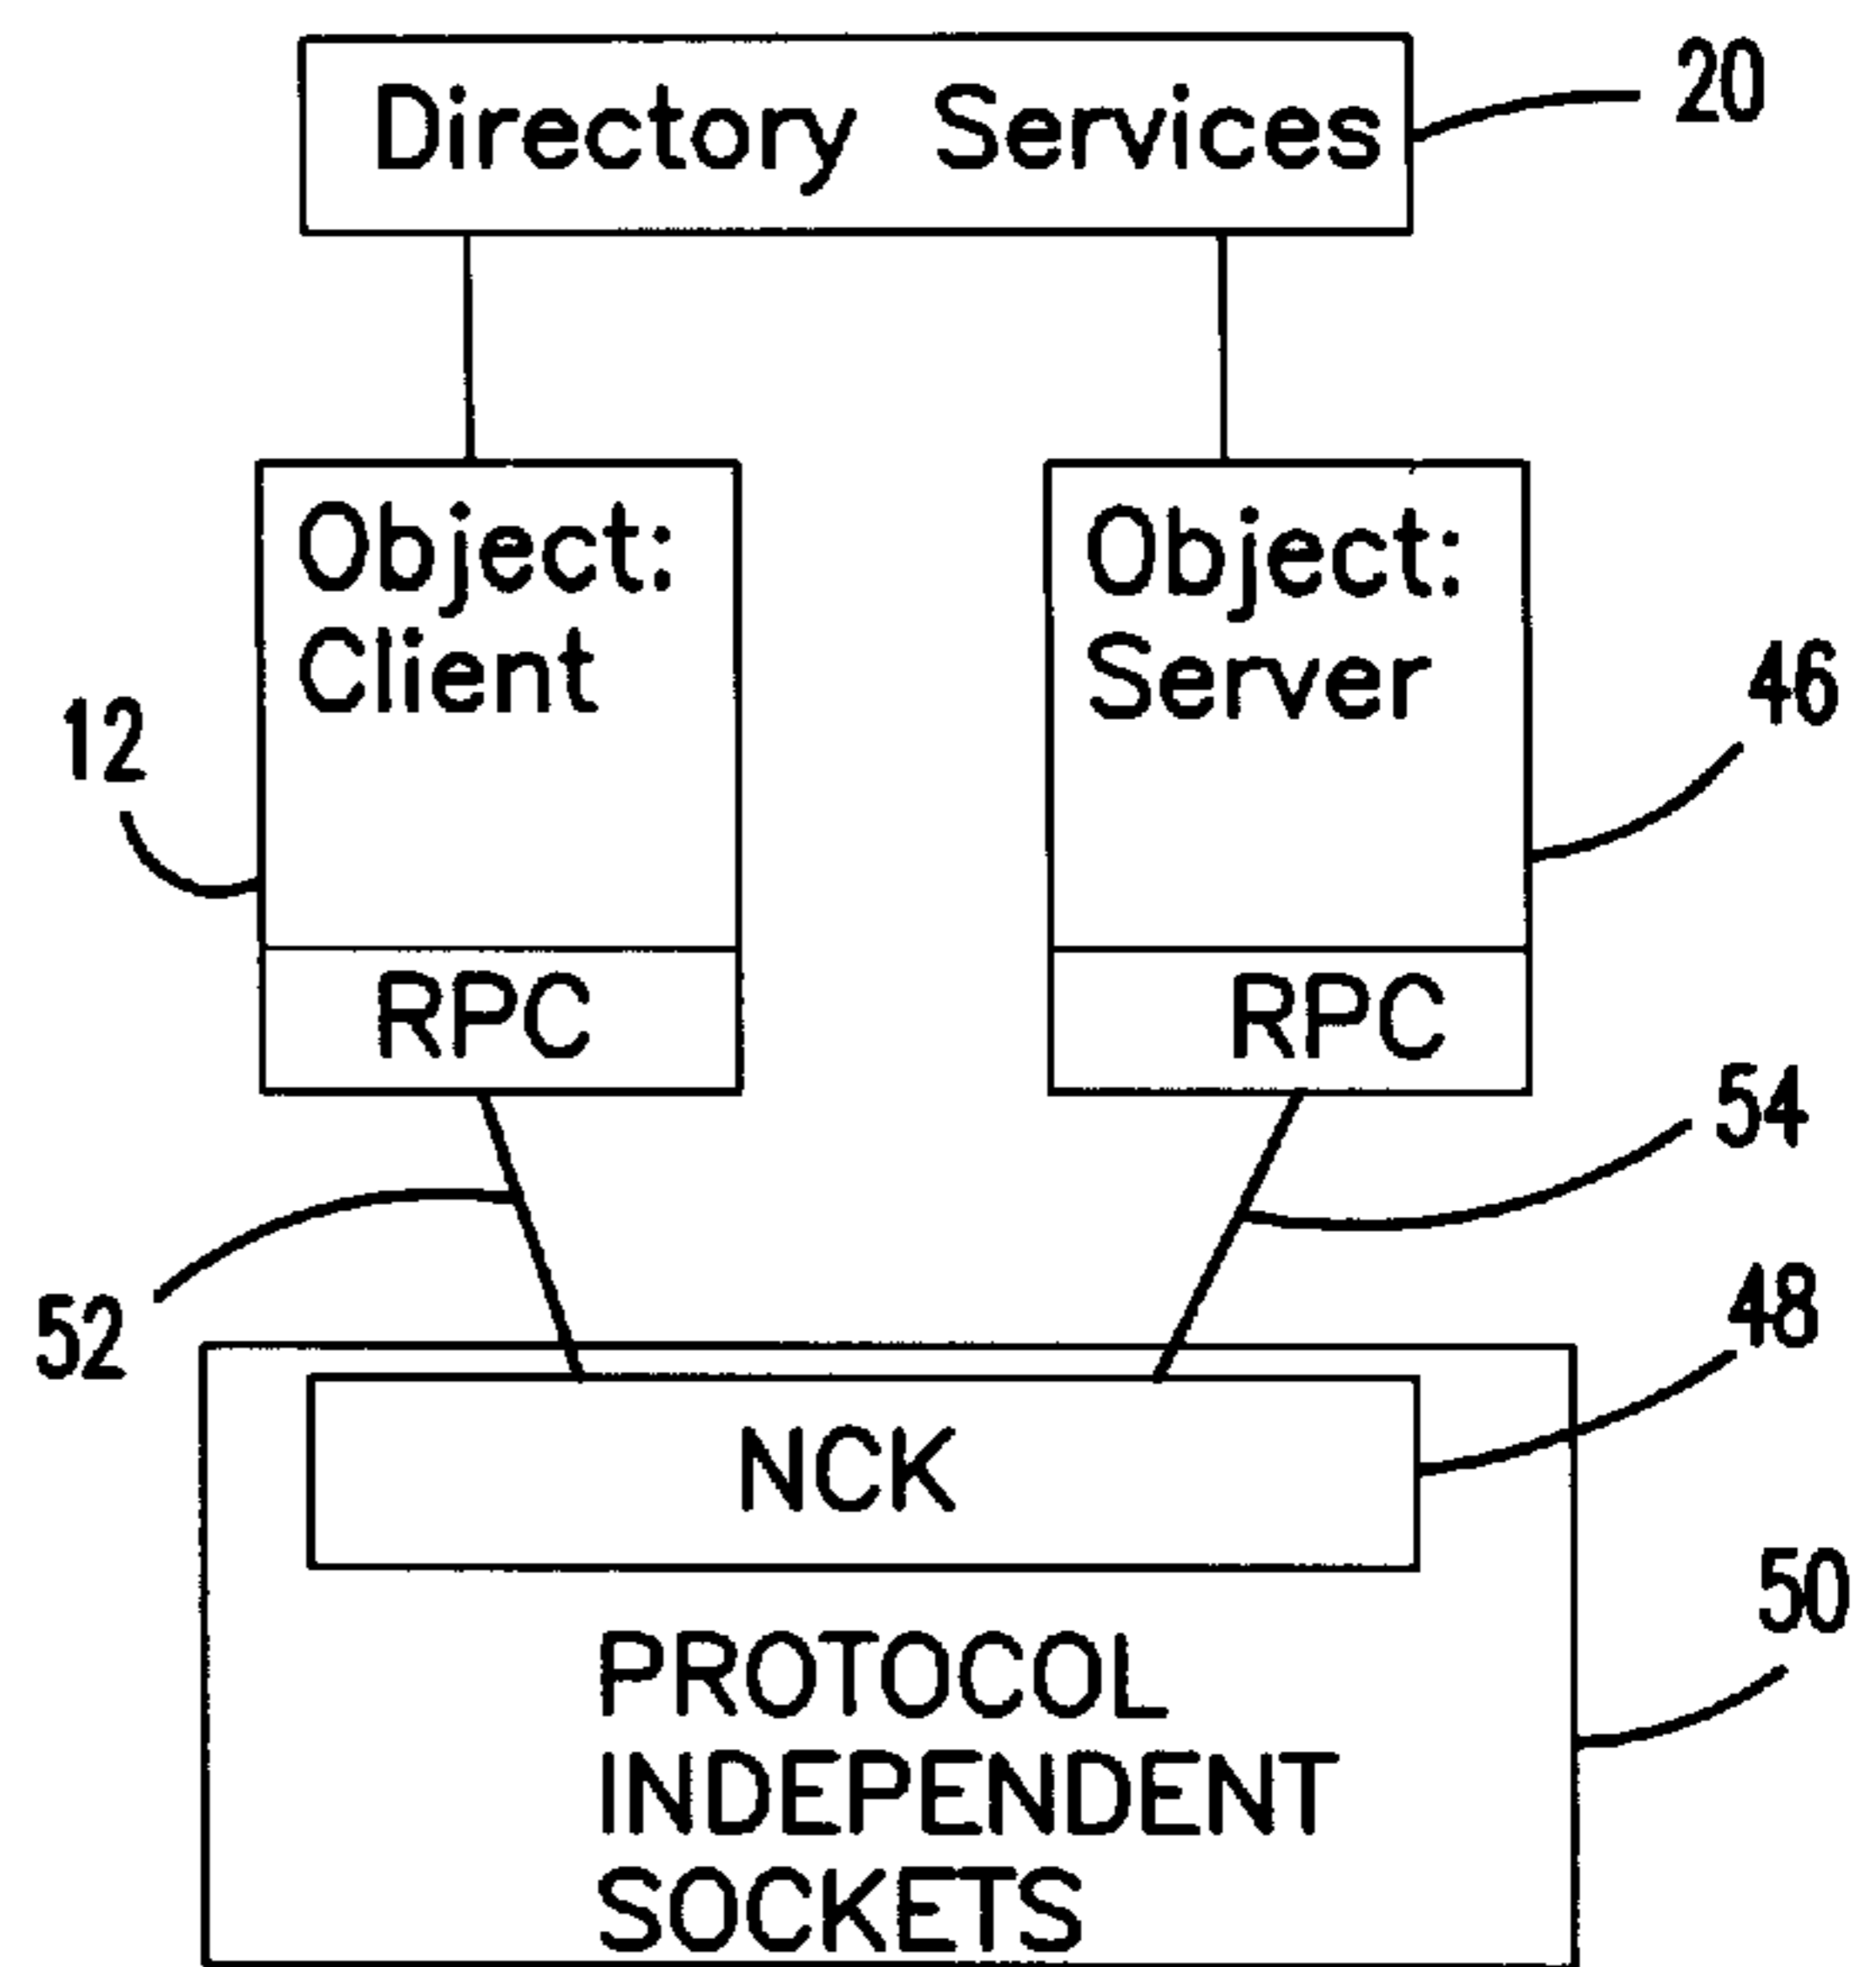 Directory Services
20
Object:
Client
Object:
Server
12
46
RPC
RPC
54
52
48
NCK
50
PROTOCOL
INDEPENDENT
SOCKETS